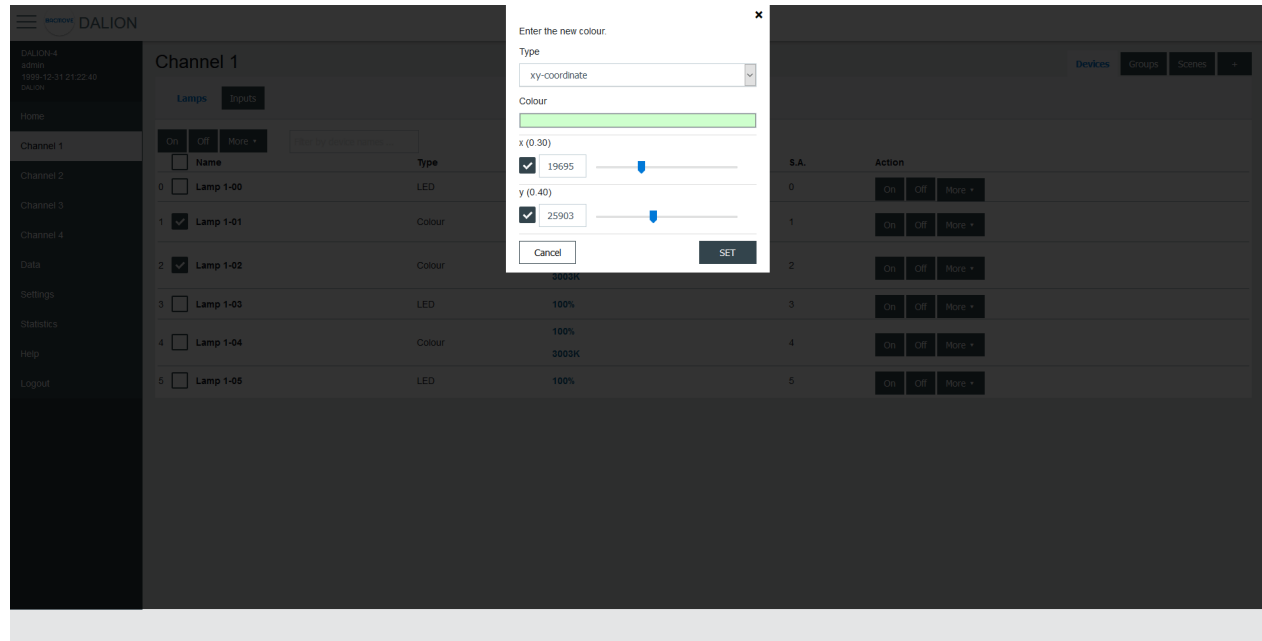 DALION
DALION-4
admin
1999-12-31 21:22:40
DALION
Home
Channel 1
Channel 2
Channel 3
Channel 4
Data
Settings
Statistics
Help
Logout
Channel 1
Devices Groups Scenes +
Lamps Inputs
On Off More
Name Type S.A. Action
0 Lamp 1-00 LED 0 On Off More
1 Lamp 1-01 Colour 1 On Off More
2 Lamp 1-02 Colour 3003K 2 On Off More
3 Lamp 1-03 LED 100% 3 On Off More
4 Lamp 1-04 Colour 100% 3003K 4 On Off More
5 Lamp 1-05 LED 100% 5 On Off More
×
Enter the new colour.
Type
xy-coordinate
Colour
x (0.30)
19695
y (0.40)
25903
Cancel SET